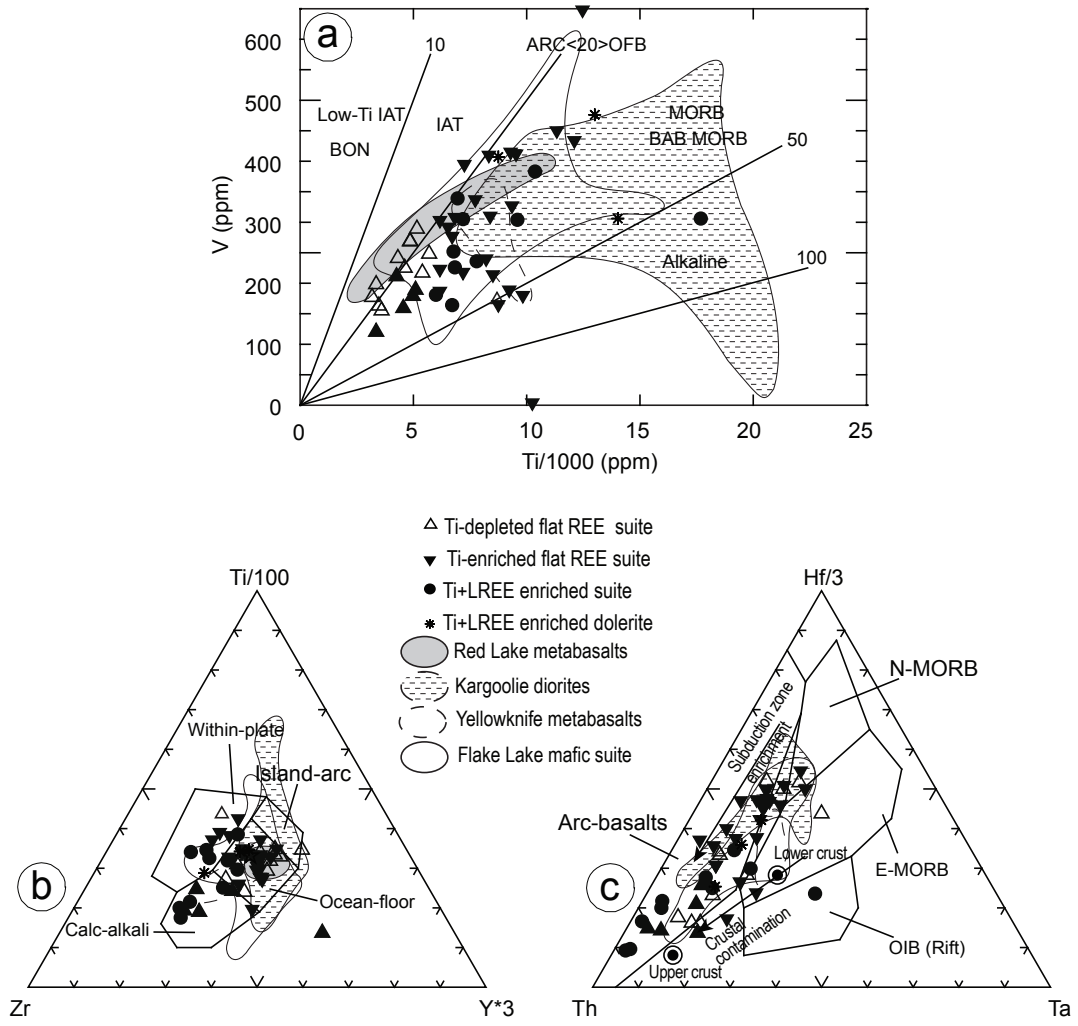 a
600
500
400
300
200
100
0
V (ppm)
10
ARC<20>OFB
Low-Ti IAT
IAT
BON
MORB
BAB MORB
50
Alkaline
100
0 5 10 15 20 25
Ti/1000 (ppm)
Ti-depleted flat REE suite
Ti-enriched flat REE suite
Ti+LREE enriched suite
Ti+LREE enriched dolerite
Red Lake metabasalts
Kargoolie diorites
Yellowknife metabasalts
Flake Lake mafic suite
b
Ti/100
Within-plate
Island-arc
Ocean-floor
Calc-alkali
Zr
Y*3
c
Hf/3
N-MORB
Subduction zone
enrichment
Arc-basalts
Lower crust
E-MORB
Crustal
contamination
OIB (Rift)
Upper crust
Th
Ta